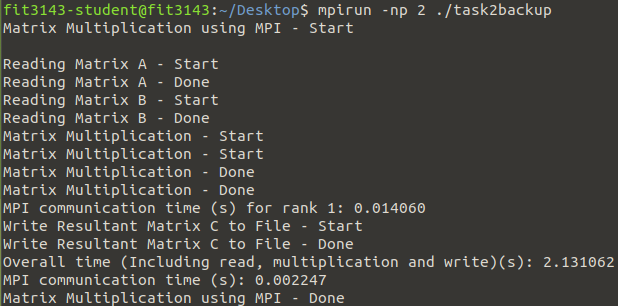 fit3143-student@fit3143:~/Desktop$ mpirun -np 2 ./task2backup
Matrix Multiplication using MPI - Start

Reading Matrix A - Start
Reading Matrix A - Done
Reading Matrix B - Start
Reading Matrix B - Done
Matrix Multiplication - Start
Matrix Multiplication - Start
Matrix Multiplication - Done
Matrix Multiplication - Done
MPI communication time (s) for rank 1: 0.014060
Write Resultant Matrix C to File - Start
Write Resultant Matrix C to File - Done
Overall time (Including read, multiplication and write)(s): 2.131062
MPI communication time (s): 0.002247
Matrix Multiplication using MPI - Done